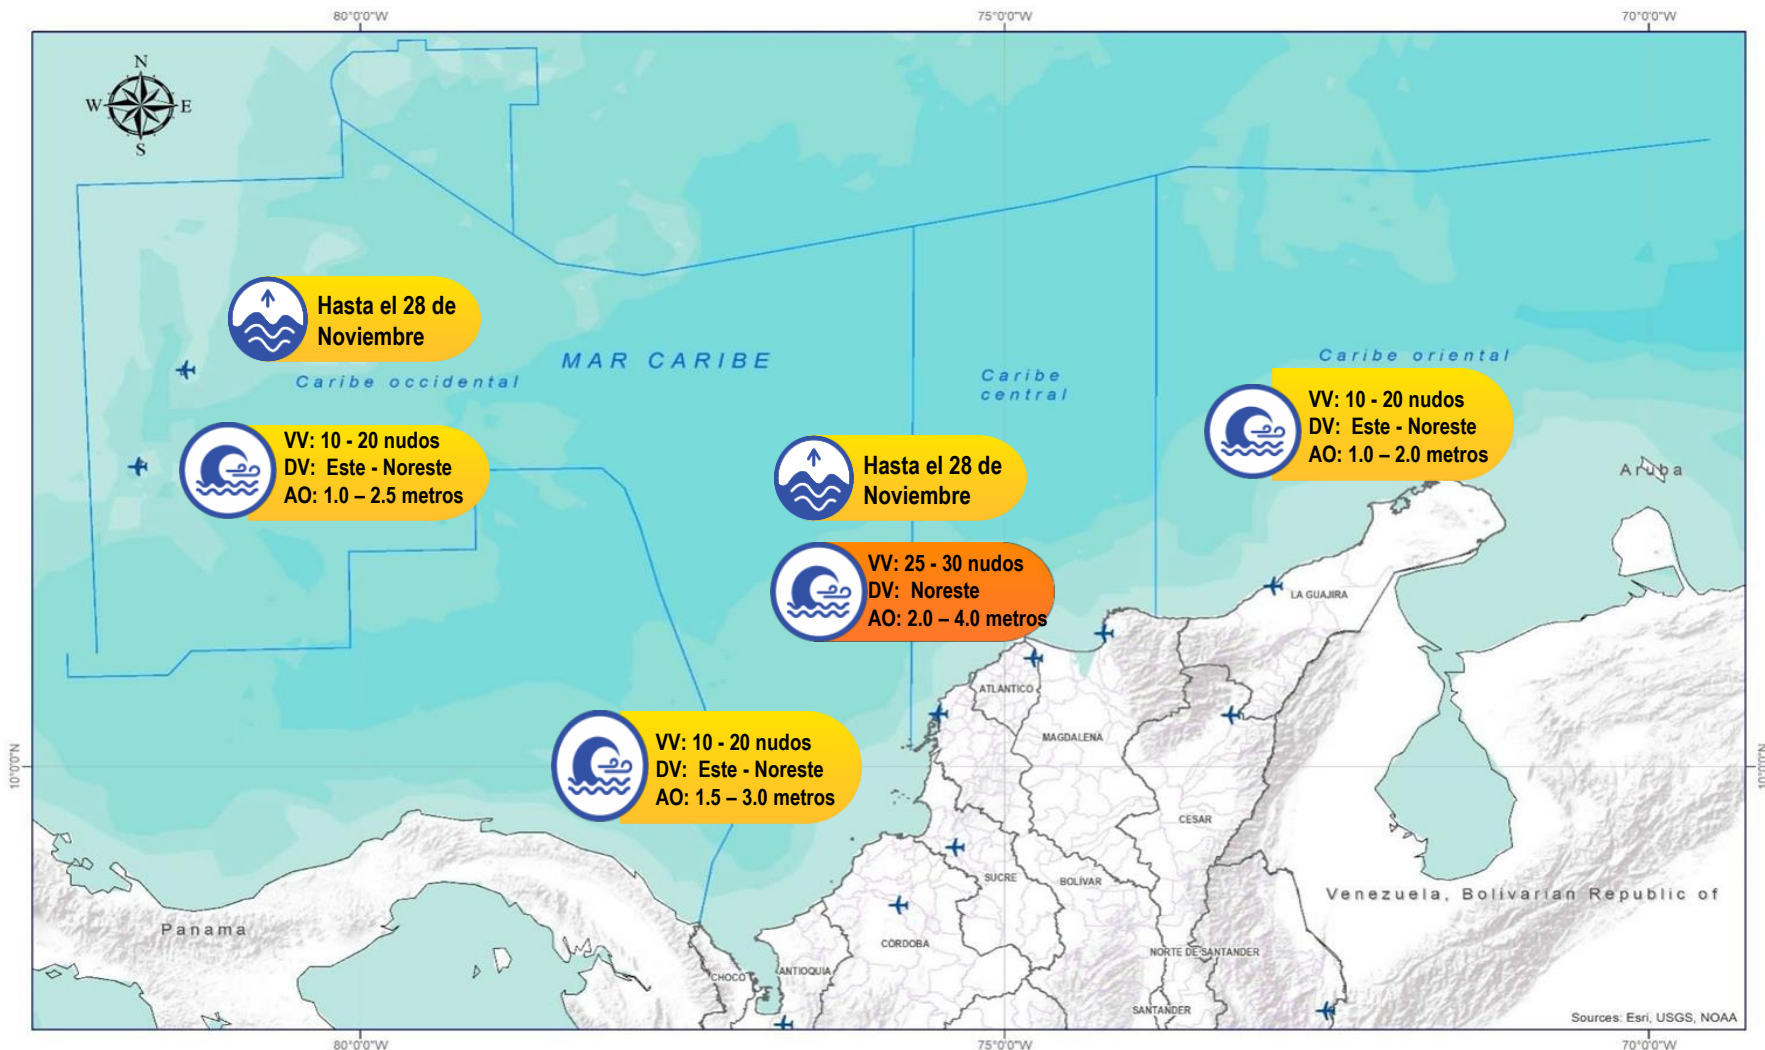 80°0'0"W
75°0'0"W
70°0'0"W
N
W
E
S
Hasta el 28 de
Noviembre
MAR CARIBE
Caribe occidental
Caribe
central
Caribe oriental
VV: 10 - 20 nudos
DV: Este - Noreste
AO: 1.0 – 2.0 metros
VV: 10 - 20 nudos
DV: Este - Noreste
AO: 1.0 – 2.5 metros
Hasta el 28 de
Noviembre
Aruba
VV: 25 - 30 nudos
DV: Noreste
AO: 2.0 – 4.0 metros
LA GUAJIRA
ATLANTICO
MAGDALENA
VV: 10 - 20 nudos
DV: Este - Noreste
AO: 1.5 – 3.0 metros
10°0'0"N
10°0'0"N
CESAR
SUCRE
BOLÍVAR
Venezuela, Bolivarian Republic of
Panama
CÓRDOBA
NORTE DE SANTANDER
CHOCO
ANTIOQUIA
SANTANDER
Sources: Esri, USGS, NOAA
80°0'0"W
75°0'0"W
70°0'0"W